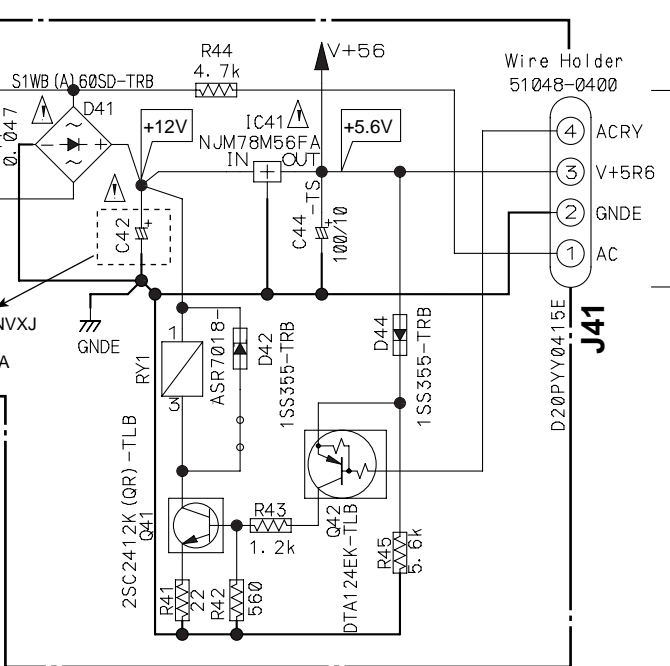 R44
4.7k
V+56
Wire Holder
51048-0400
S1WB(A)60SD-TRB
D41
0.047
+12V
IC41
NJM78M56FA
IN
OUT
+5.6V
4 ACRY
3 V+5R6
2 GNDE
1 AC
C42
+
C44
-TS
+
100/10
D20PYY0415E
J41
NVXJ
A
GNDE
1
RY1
3
ASR7018-
D42
1SS355-TRB
D44
1SS355-TRB
2SC2412K(QR)-TLB
Q41
R43
1.2k
Q42
DTA124EK-TLB
R45
5.6k
R41
22
R42
560